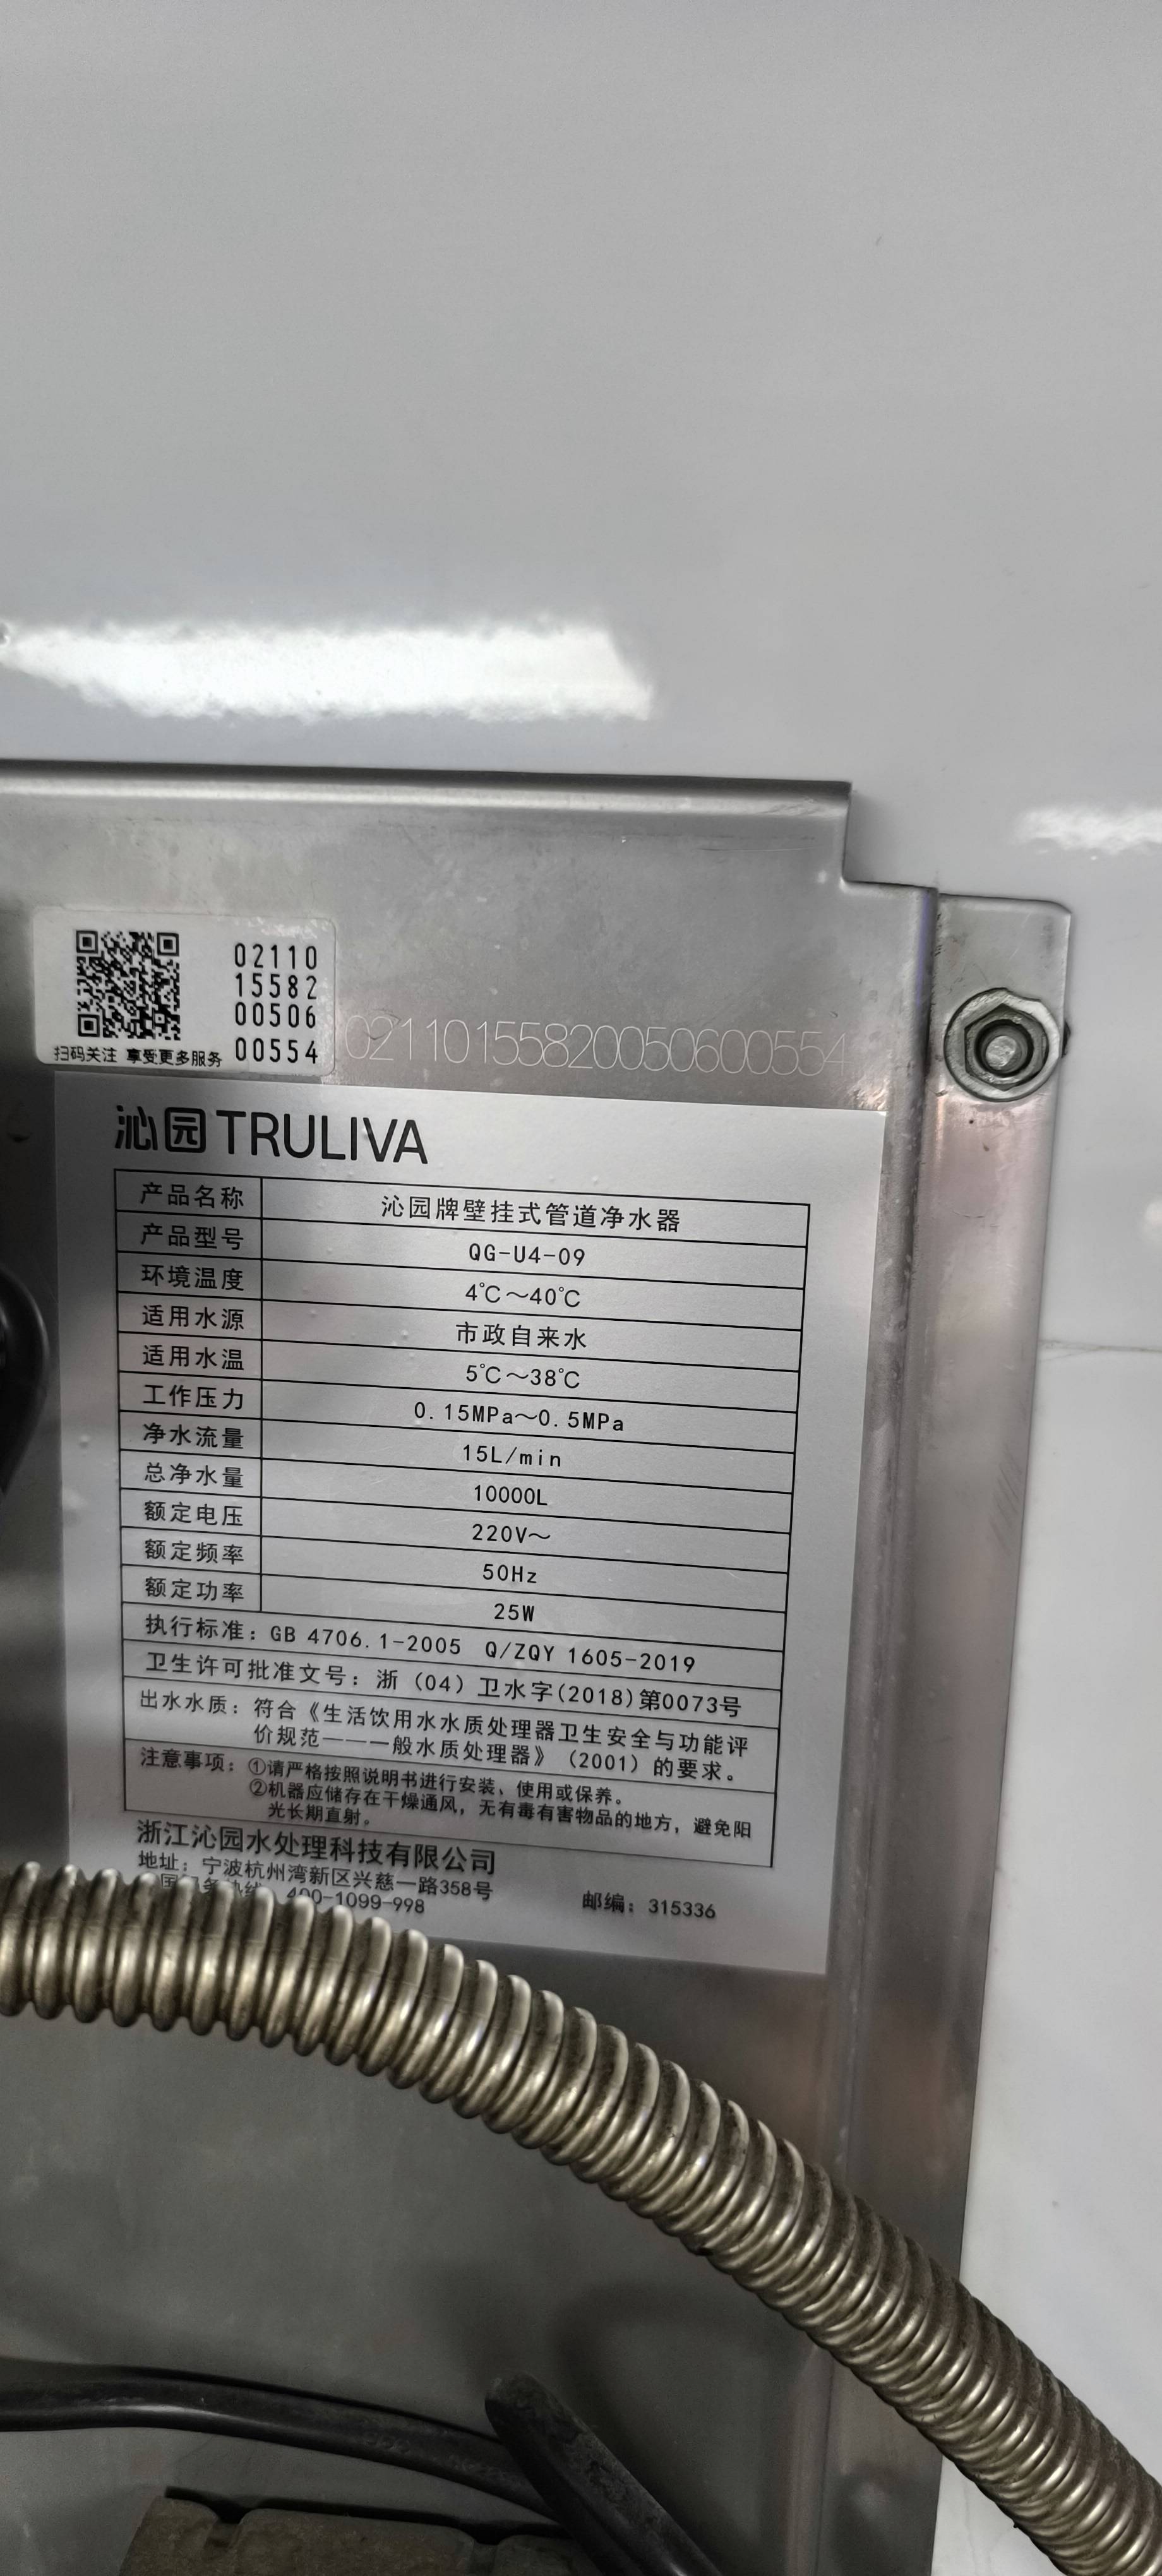 02110
15582
00506
扫码关注 享受更多服务 00554
02110155820050600554
沁园 TRULIVA
产品名称 沁园牌壁挂式管道净水器
产品型号 QG-U4-09
环境温度 4℃～40℃
适用水源 市政自来水
适用水温 5℃～38℃
工作压力 0.15MPa～0.5MPa
净水流量 15L/min
总净水量 10000L
额定电压 220V～
额定频率 50Hz
额定功率 25W
执行标准：GB 4706.1-2005 Q/ZQY 1605-2019
卫生许可批准文号：浙（04）卫水字(2018)第0073号
出水水质：符合《生活饮用水水质处理器卫生安全与功能评
价规范——一般水质处理器》（2001）的要求。
注意事项：①请严格按照说明书进行安装、使用或保养。
②机器应储存在干燥通风，无有毒有害物品的地方，避免阳
光长期直射。
浙江沁园水处理科技有限公司
地址：宁波杭州湾新区兴慈一路358号
400-1099-998 邮编：315336